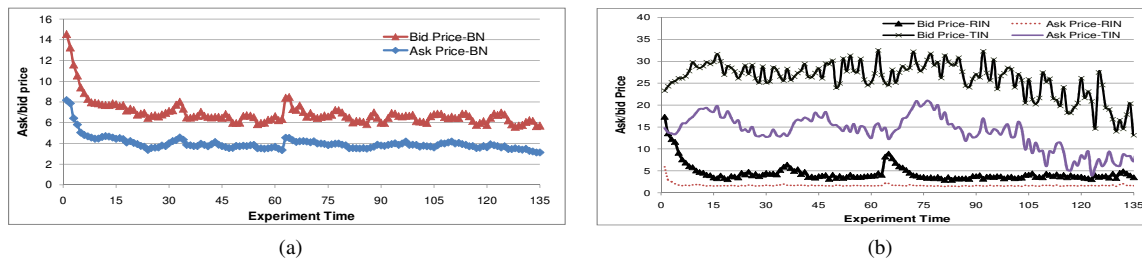 16
14
12
10
8
6
4
2
0
Ask/bid price
Bid Price-BN
Ask Price-BN
0 15 30 45 60 75 90 105 120 135
Experiment Time
(a)
40
35
30
25
20
15
10
5
0
Ask/bid Price
Bid Price-RIN Ask Price-RIN
Bid Price-TIN Ask Price-TIN
0 15 30 45 60 75 90 105 120 135
Experiment Time
(b)